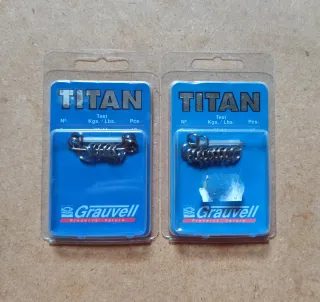 TITAN
Test
Nº. Kgs. / Lbs. Pcs.
Grauvell
TITAN
Test
Nº. Kgs. / Lbs. Pcs.
Grauvell